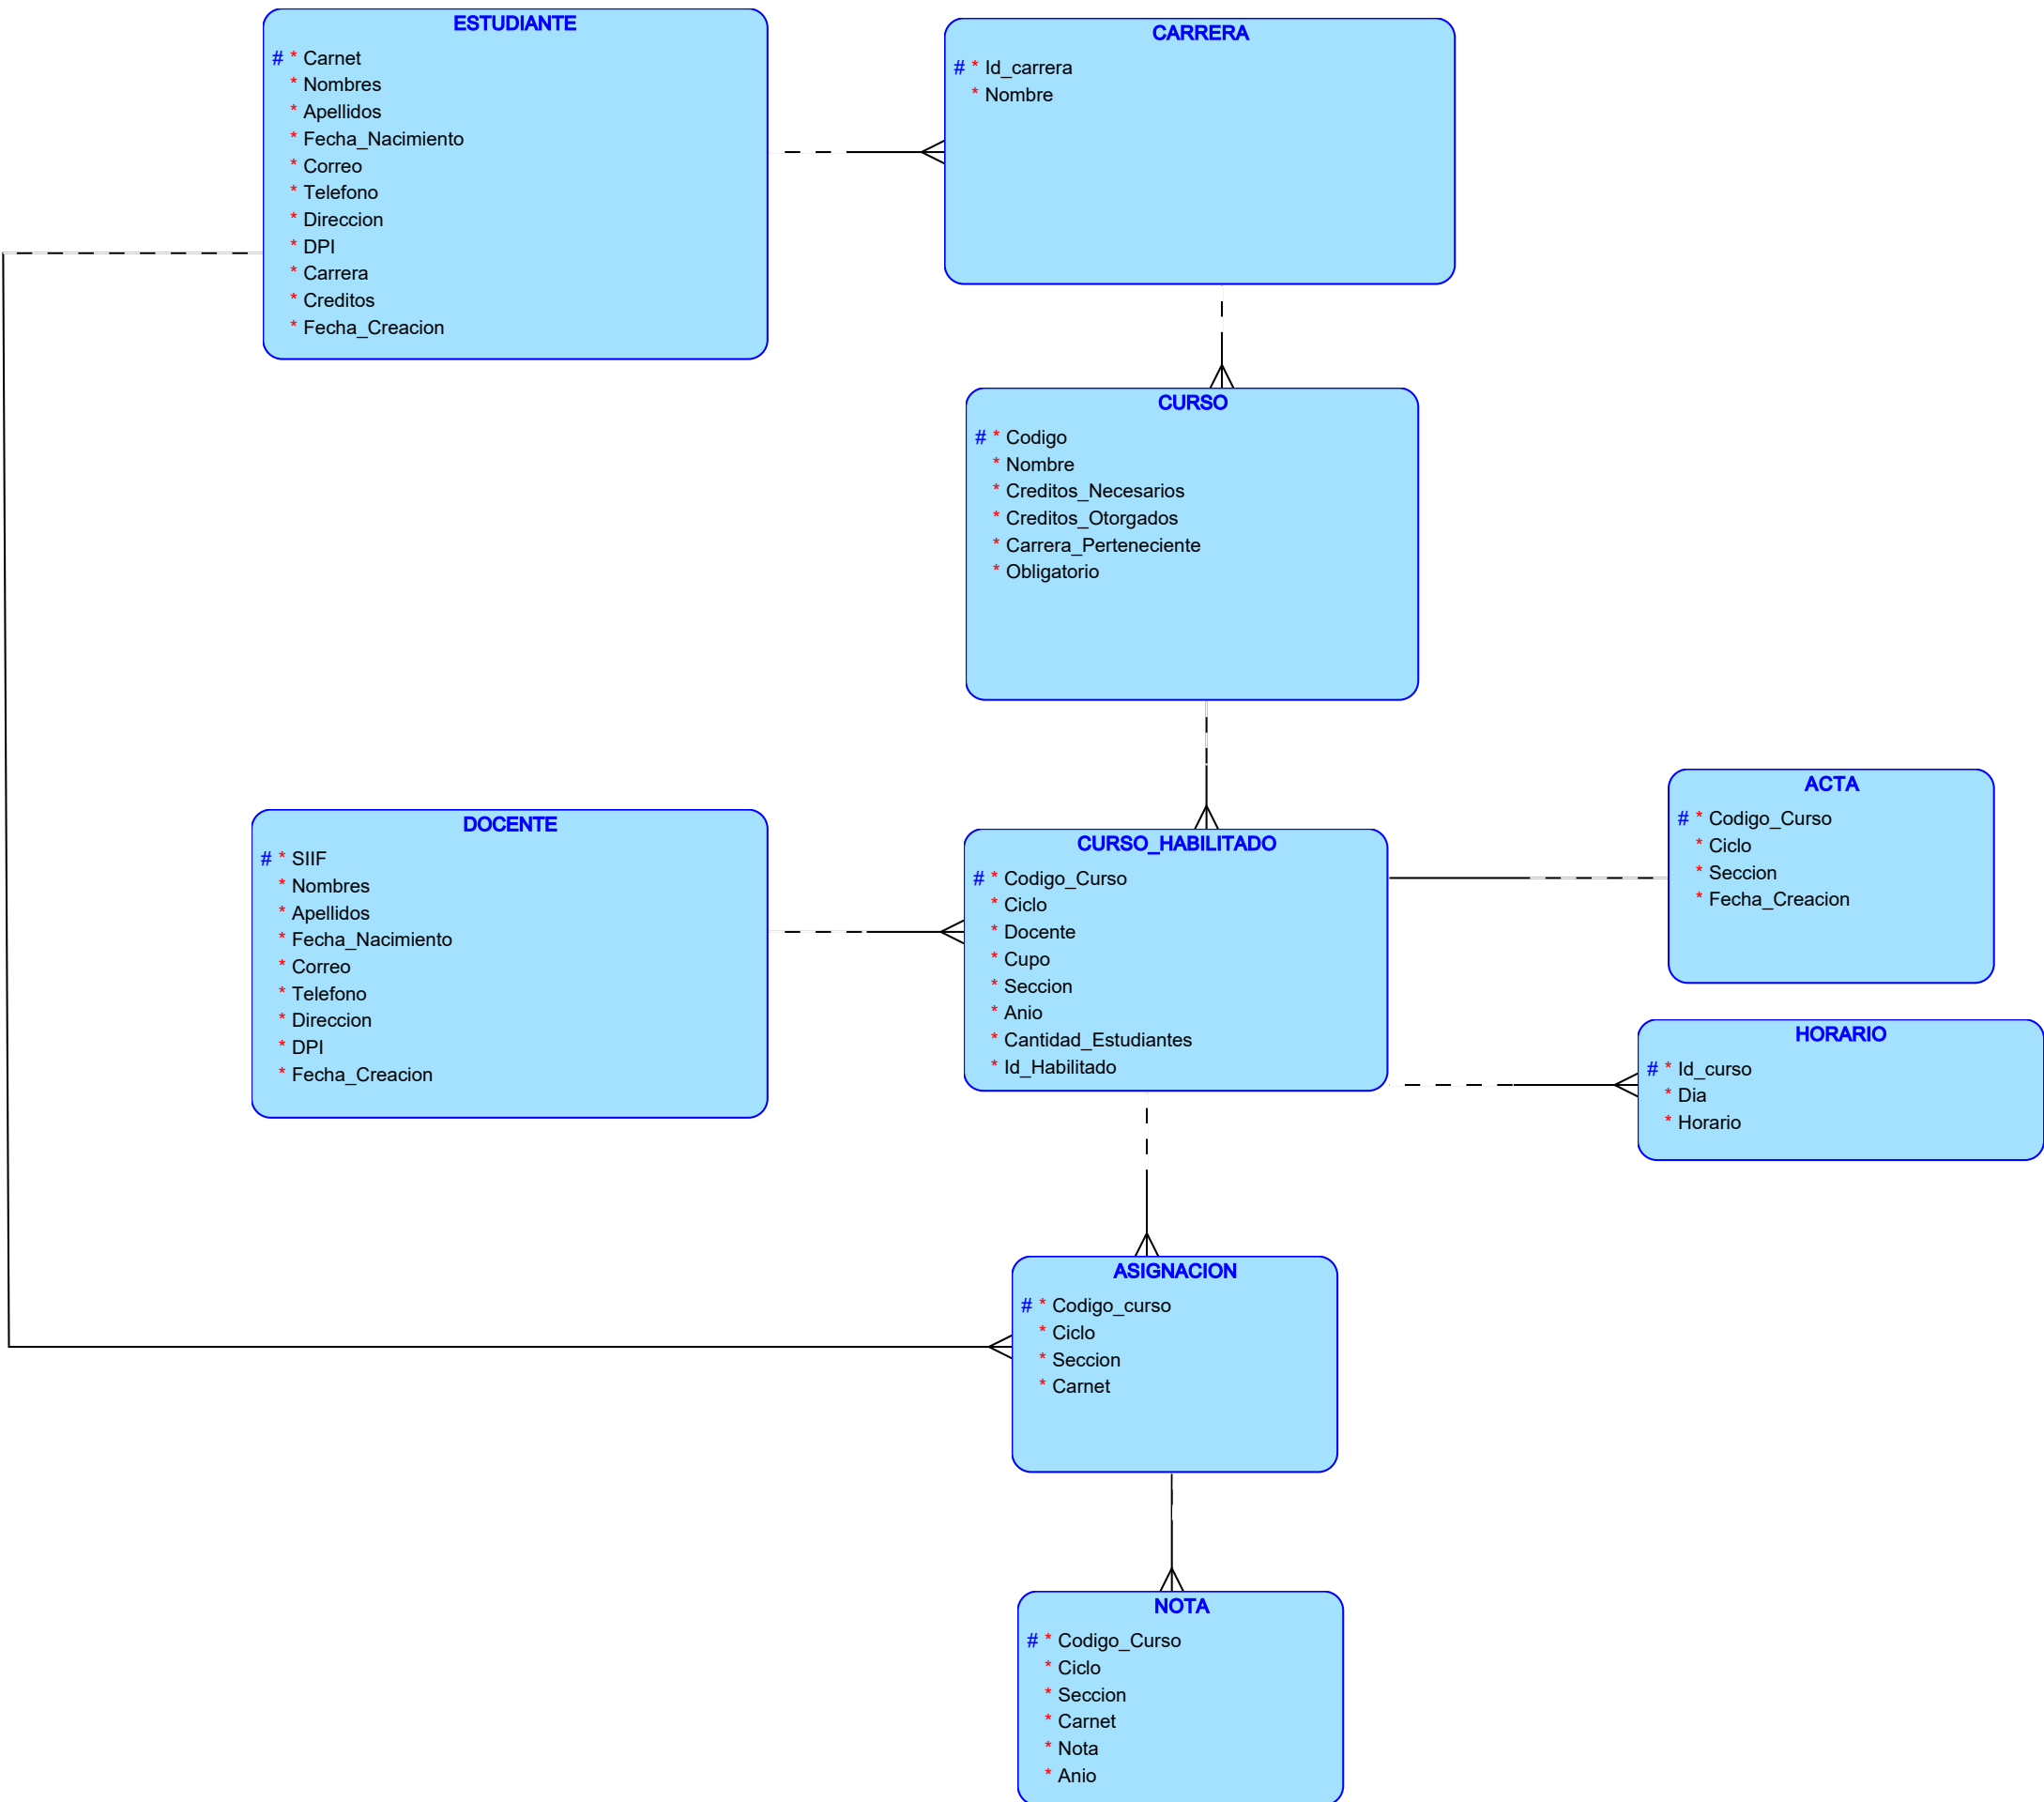 ESTUDIANTE
# * Carnet
* Nombres
* Apellidos
* Fecha_Nacimiento
* Correo
* Telefono
* Direccion
* DPI
* Carrera
* Creditos
* Fecha_Creacion
CARRERA
# * Id_carrera
* Nombre
CURSO
# * Codigo
* Nombre
* Creditos_Necesarios
* Creditos_Otorgados
* Carrera_Perteneciente
* Obligatorio
DOCENTE
# * SIIF
* Nombres
* Apellidos
* Fecha_Nacimiento
* Correo
* Telefono
* Direccion
* DPI
* Fecha_Creacion
CURSO_HABILITADO
# * Codigo_Curso
* Ciclo
* Docente
* Cupo
* Seccion
* Anio
* Cantidad_Estudiantes
* Id_Habilitado
ACTA
# * Codigo_Curso
* Ciclo
* Seccion
* Fecha_Creacion
HORARIO
# * Id_curso
* Dia
* Horario
ASIGNACION
# * Codigo_curso
* Ciclo
* Seccion
* Carnet
NOTA
# * Codigo_Curso
* Ciclo
* Seccion
* Carnet
* Nota
* Anio